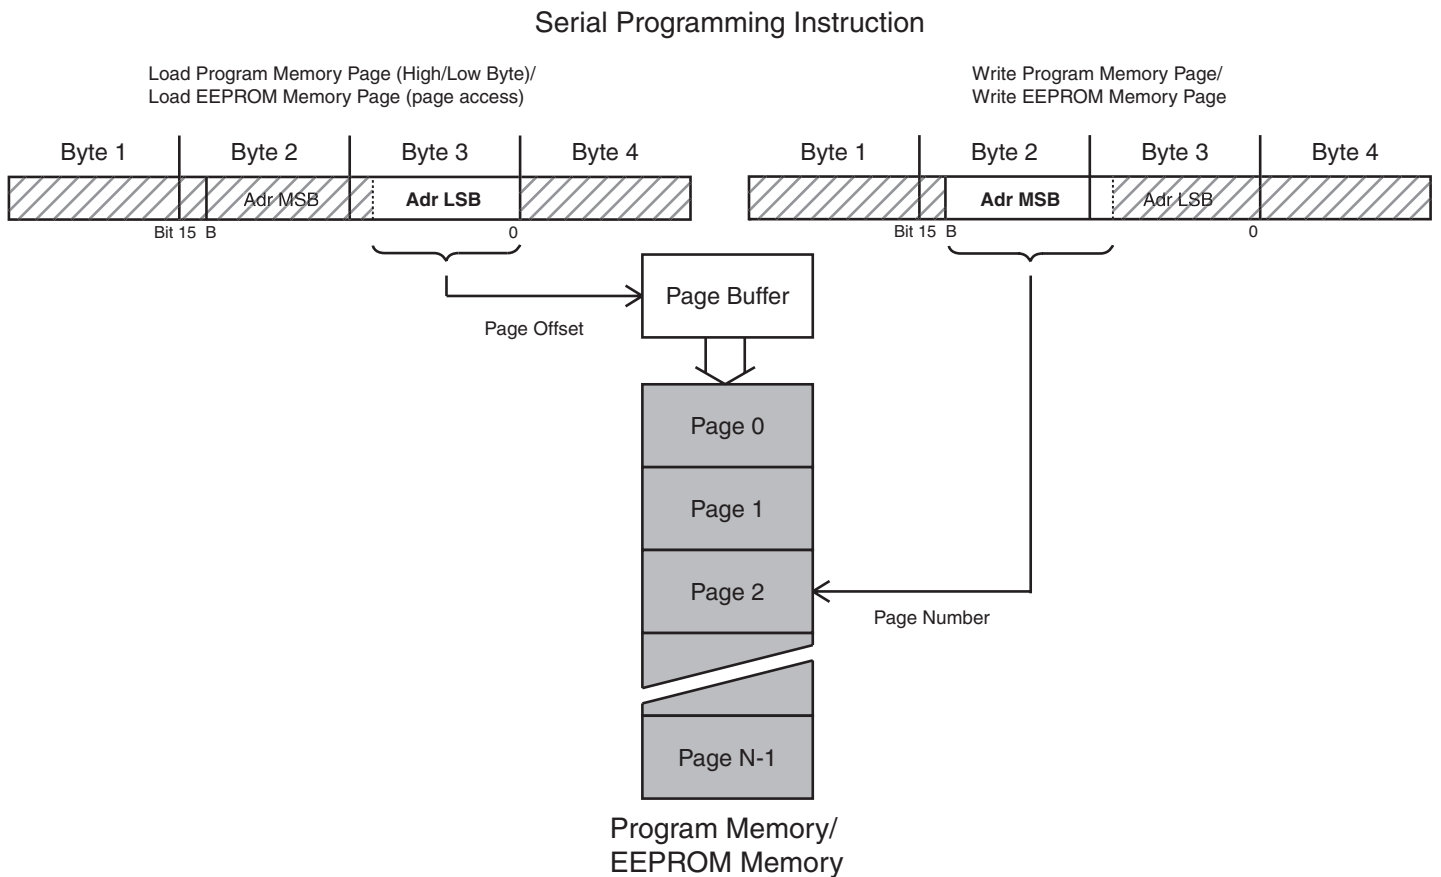 Serial Programming Instruction
Load Program Memory Page (High/Low Byte)/
Load EEPROM Memory Page (page access)
Write Program Memory Page/
Write EEPROM Memory Page
Byte 1 Byte 2 Byte 3 Byte 4
Adr MSB Adr LSB
Bit 15 B 0
Byte 1 Byte 2 Byte 3 Byte 4
Adr MSB Adr LSB
Bit 15 B 0
Page Buffer
Page Offset
Page 0
Page 1
Page 2
Page Number
Page N-1
Program Memory/
EEPROM Memory